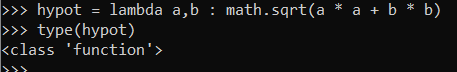 >>> hypot = lambda a,b : math.sqrt(a * a + b * b)
>>> type(hypot)
<class 'function'>
>>>